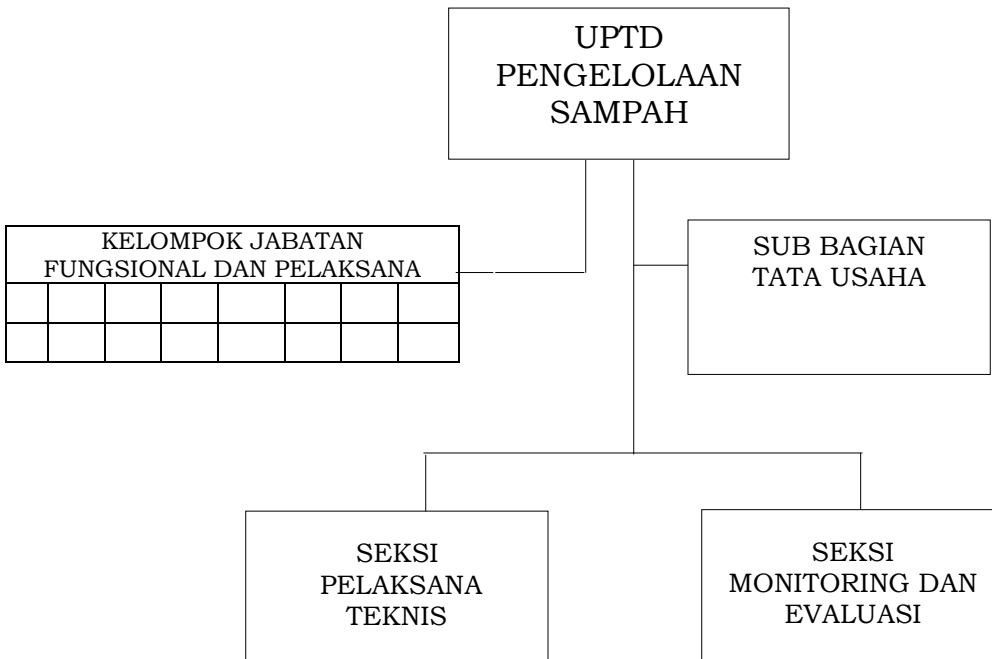 UPTD
PENGELOLAAN
SAMPAH
KELOMPOK JABATAN
FUNGSIONAL DAN PELAKSANA
SUB BAGIAN
TATA USAHA
SEKSI
PELAKSANA
TEKNIS
SEKSI
MONITORING DAN
EVALUASI